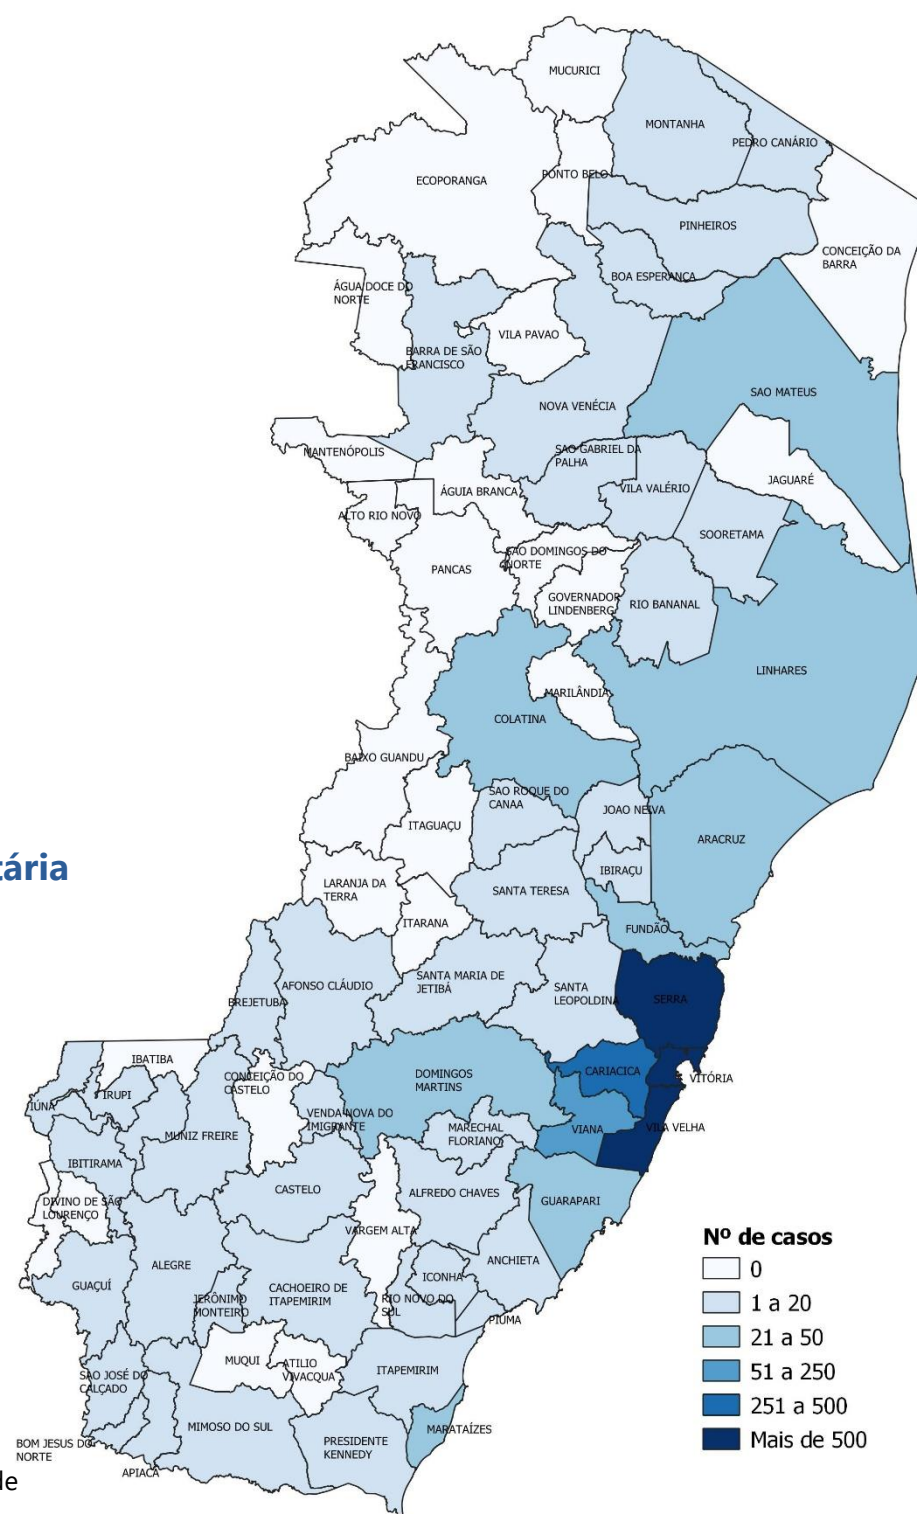 MUCURICI
MONTANHA
PEDRO CANÁRIO
ECOPORANGA
PONTO BELO
PINHEIROS
CONCEIÇÃO DA
BARRA
BOA ESPERANÇA
ÁGUA DOCE DO
NORTE
VILA PAVAO
BARRA DE SÃO
FRANCISCO
SAO MATEUS
NOVA VENÉCIA
MANTENÓPOLIS
SAO GABRIEL DA
PALHA
JAGUARÉ
ÁGUIA BRANCA
VILA VALÉRIO
ALTO RIO NOVO
SOORETAMA
SAO DOMINGOS DO
NORTE
PANCAS
GOVERNADOR
LINDENBERG
RIO BANANAL
LINHARES
MARILÂNDIA
COLATINA
BAIXO GUANDU
SAO ROQUE DO
CANAA
JOAO NEIVA
ITAGUAÇU
ARACRUZ
tária
IBIRAÇU
LARANJA DA
TERRA
SANTA TERESA
ITARANA
FUNDÃO
SANTA MARIA DE
JETIBÁ
AFONSO CLÁUDIO
SANTA
LEOPOLDINA
SERRA
BREJETUBA
IBATIBA
CONCEIÇÃO DO
CASTELO
DOMINGOS
MARTINS
CARIACICA
VITÓRIA
IRUPI
IÚNA
VENDA NOVA DO
IMIGRANTE
MARECHAL
FLORIANO
VIANA
VILA VELHA
MUNIZ FREIRE
IBITIRAMA
CASTELO
ALFREDO CHAVES
GUARAPARI
DIVINO DE SÃO
LOURENÇO
VARGEM ALTA
ALEGRE
ANCHIETA
GUAÇUÍ
JERÔNIMO
MONTEIRO
CACHOEIRO DE
ITAPEMIRIM
ICONHA
RIO NOVO DO
SUL
PIÚMA
MUQUI
ATILIO
VIVACQUA
ITAPEMIRIM
SAO JOSÉ DO
CALÇADO
MIMOSO DO SUL
MARATAÍZES
BOM JESUS DO
NORTE
PRESIDENTE
KENNEDY
APIACÁ
Nº de casos
0
1 a 20
21 a 50
51 a 250
251 a 500
Mais de 500